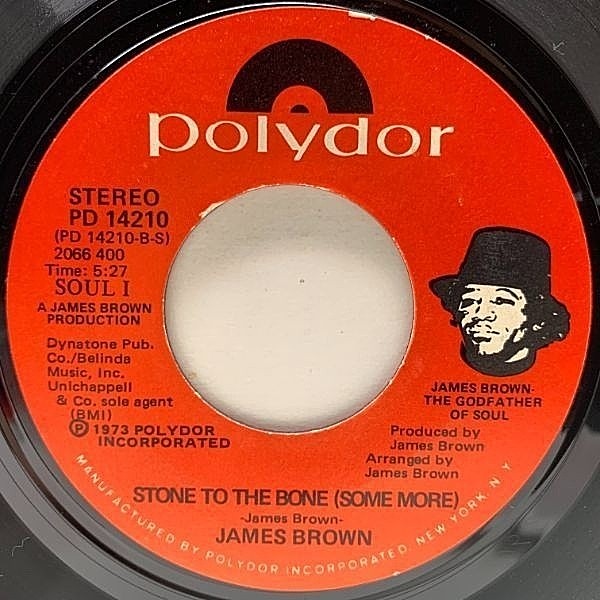 polydor
STEREO
PD 14210
(PD 14210-B-S)
2066 400
Time: 5:27
SOUL I
A JAMES BROWN
PRODUCTION
Dynatone Pub.
Co./Belinda
Music, Inc.
Unichappell
& Co. sole agent
(BMI)
Ⓟ 1973 POLYDOR
INCORPORATED
JAMES BROWN-
THE GODFATHER
OF SOUL
Produced by
James Brown
Arranged by
James Brown
STONE TO THE BONE (SOME MORE)
-James Brown-
JAMES BROWN
MANUFACTURED BY POLYDOR INCORPORATED, NEW YORK, N.Y.